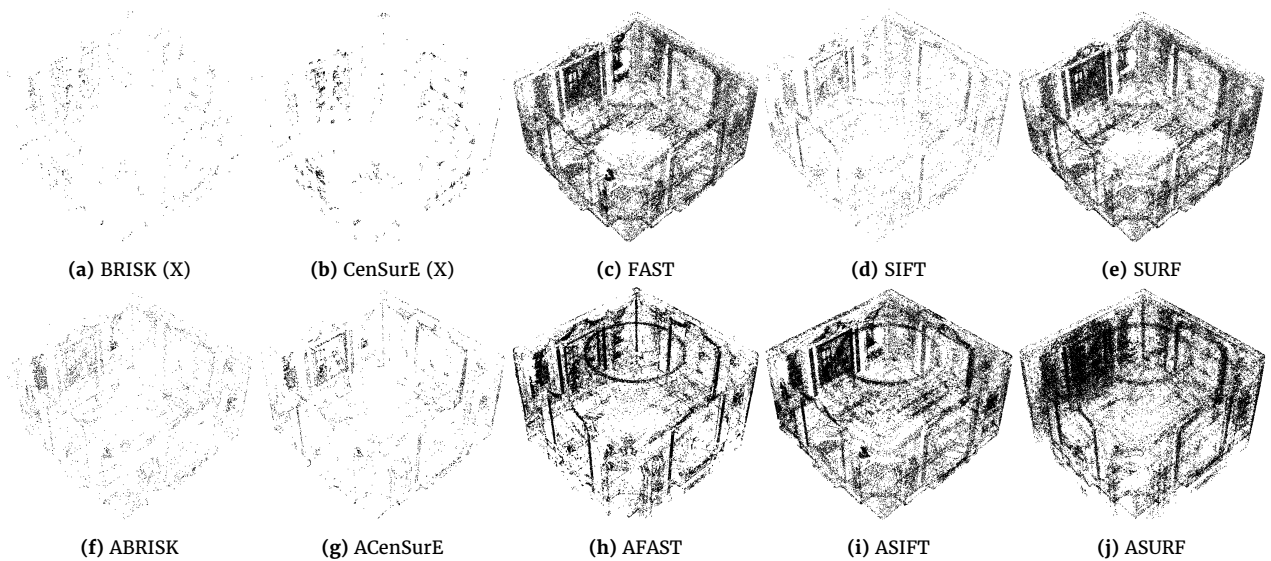 (a) BRISK (X)
(b) CenSurE (X)
(c) FAST
(d) SIFT
(e) SURF
(f) ABRISK
(g) ACenSurE
(h) AFAST
(i) ASIFT
(j) ASURF